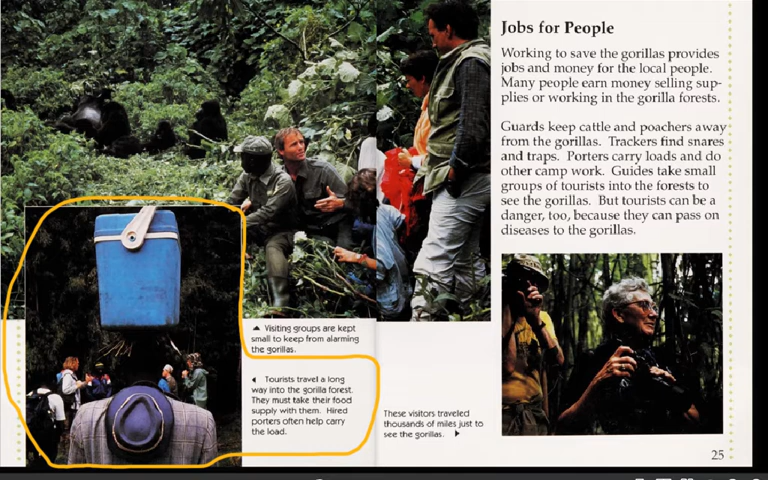 Jobs for People
Working to save the gorillas provides
jobs and money for the local people.
Many people earn money selling sup-
plies or working in the gorilla forests.
Guards keep cattle and poachers away
from the gorillas. Trackers find snares
and traps. Porters carry loads and do
other camp work. Guides take small
groups of tourists into the forests to
see the gorillas. But tourists can be a
danger, too, because they can pass on
diseases to the gorillas.
▲ Visiting groups are kept
small to keep from alarming
the gorillas.
◀ Tourists travel a long
way into the gorilla forest.
They must take their food
supply with them. Hired
porters often help carry
the load.
These visitors traveled
thousands of miles just to
see the gorillas. ▶
25